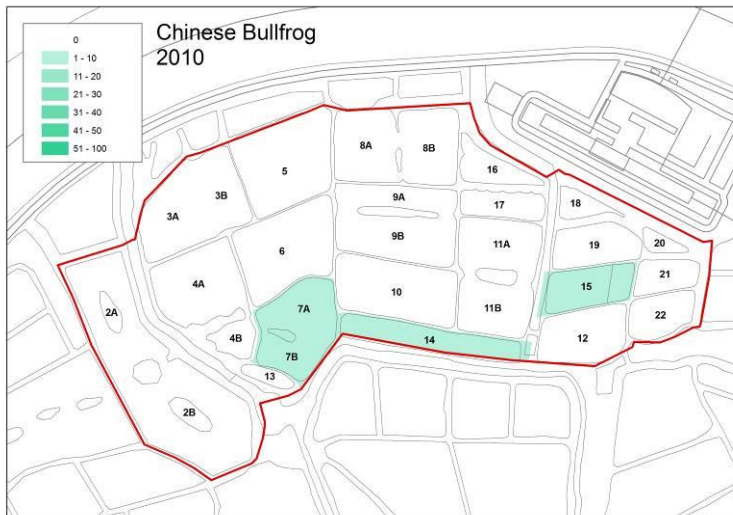 Chinese Bullfrog
2010
0
1 - 10
11 - 20
21 - 30
31 - 40
41 - 50
51 - 100
8A
8B
5
16
3B
9A
17
18
3A
9B
11A
19
20
6
21
4A
10
15
7A
11B
2A
22
4B
14
12
7B
13
2B